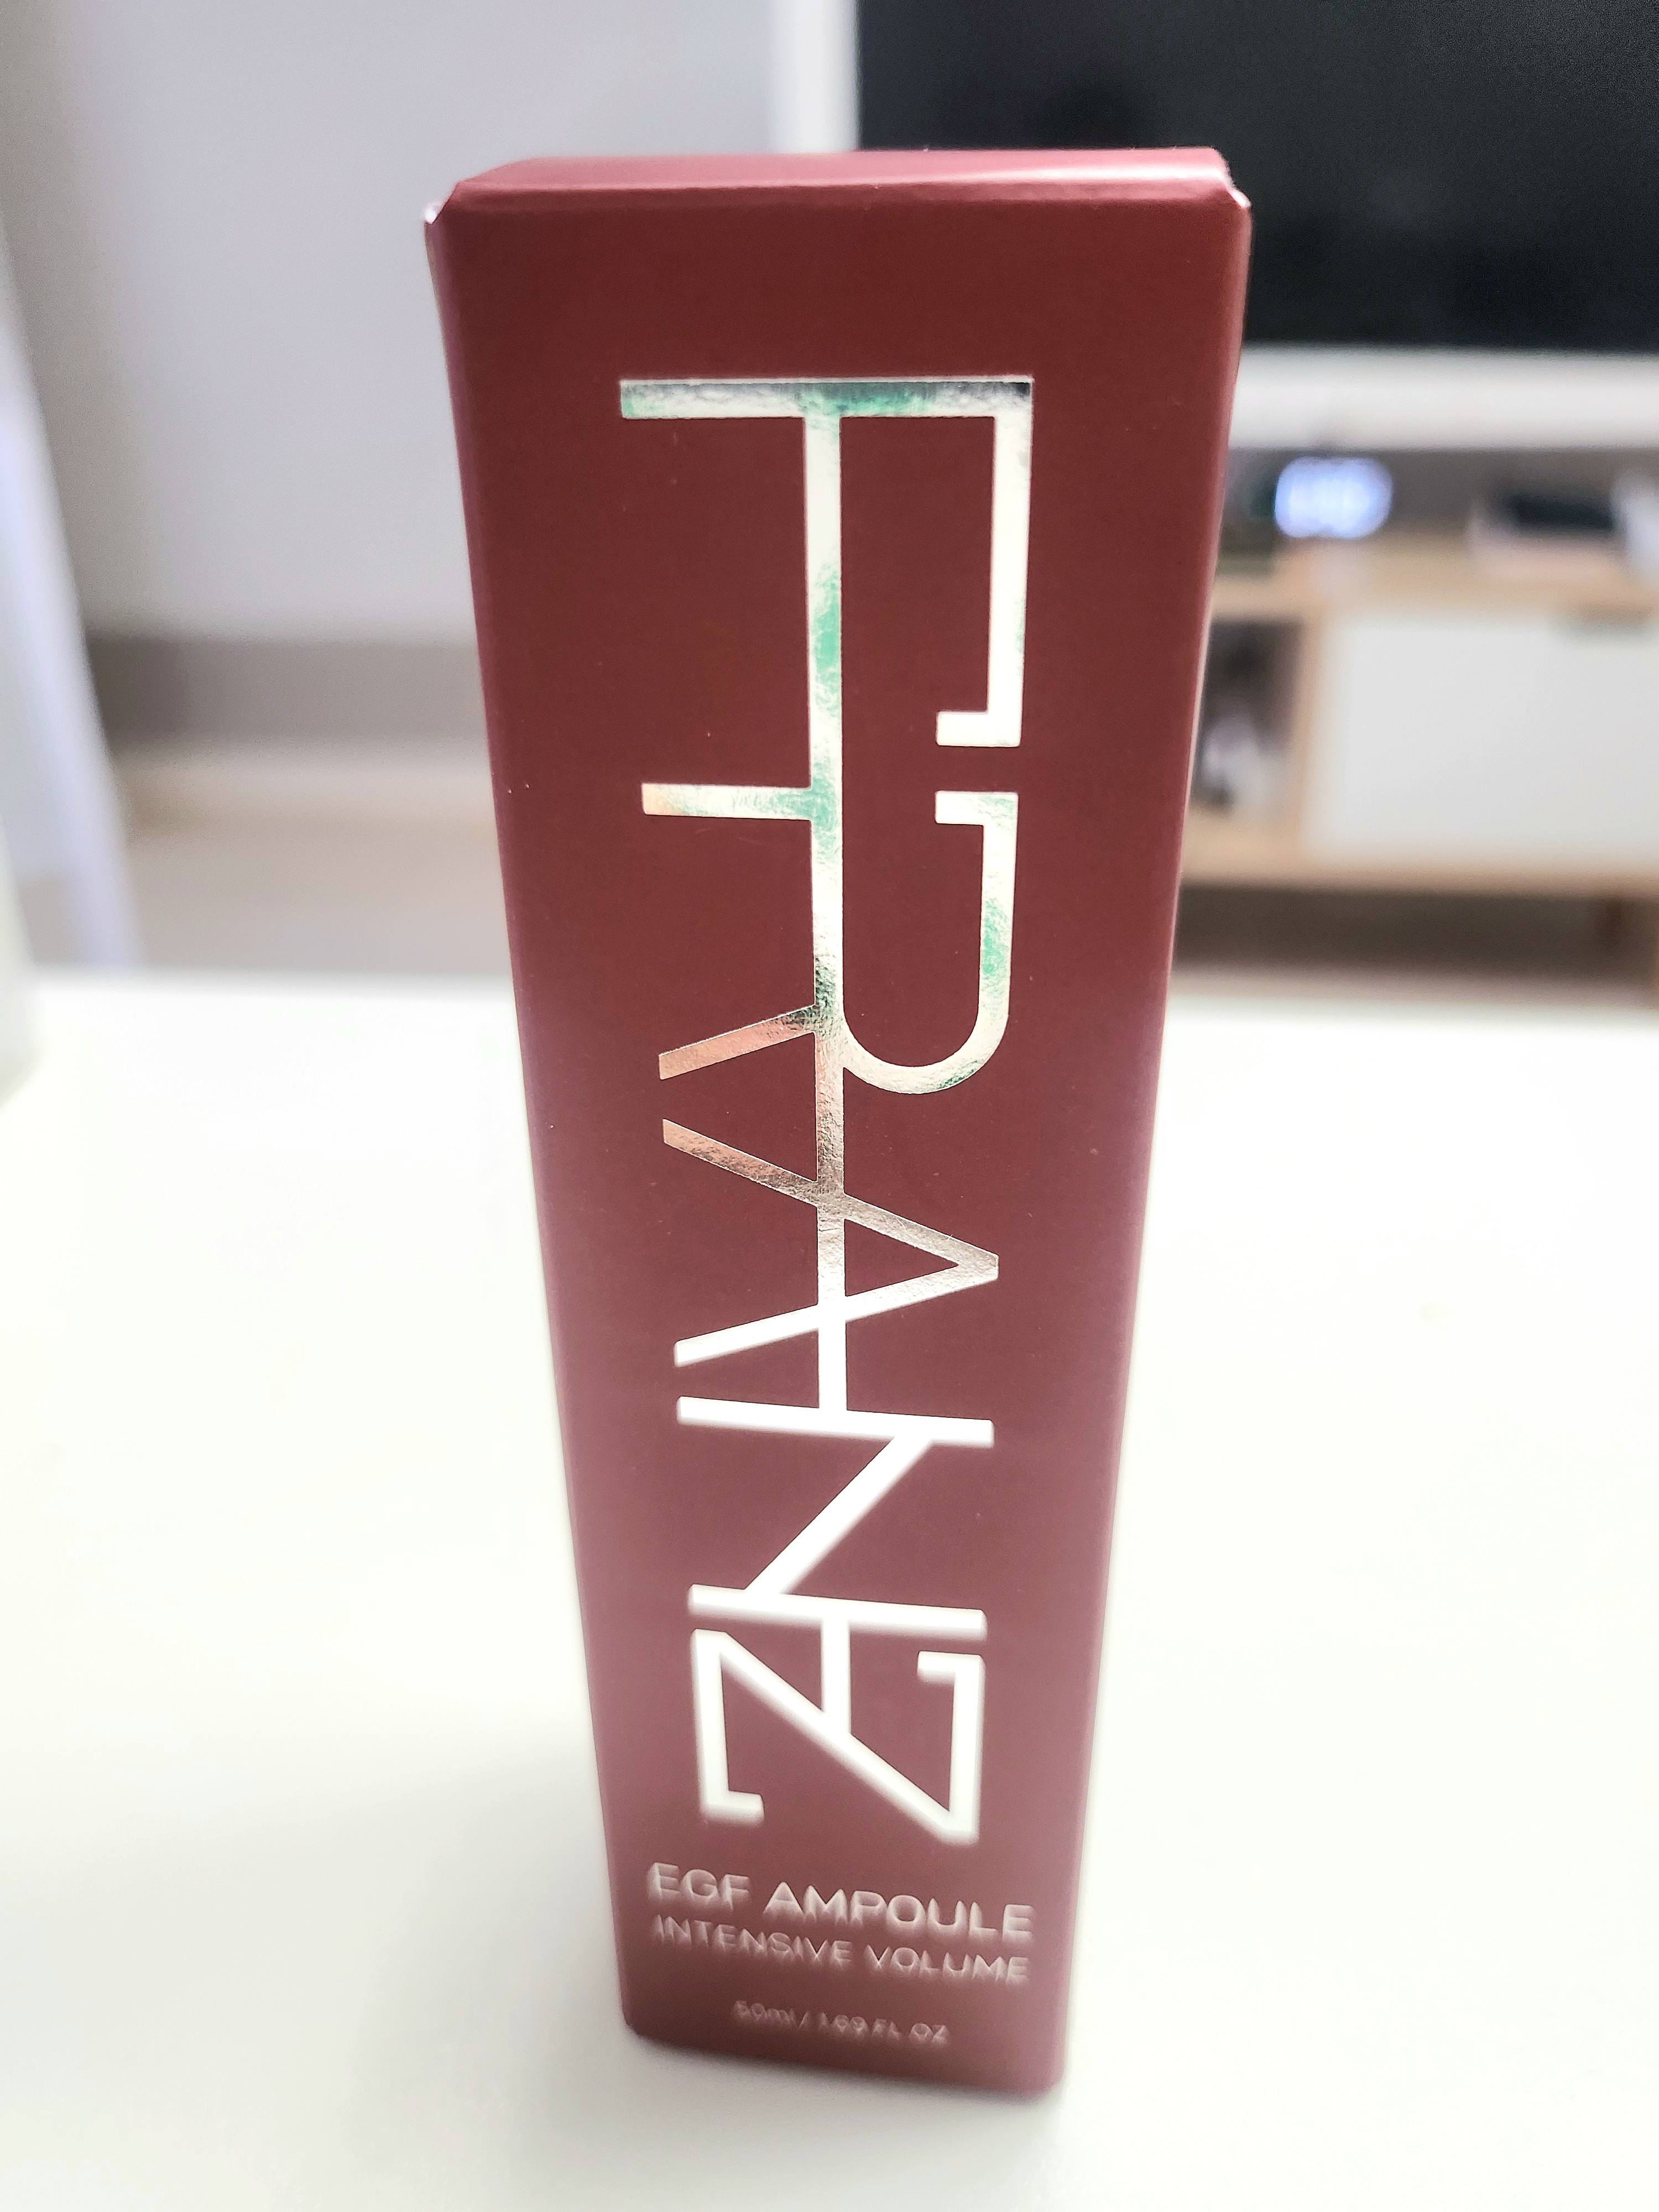 FRANZ
EGF AMPOULE
INTENSIVE VOLUME
50ml / 1.69 FL OZ